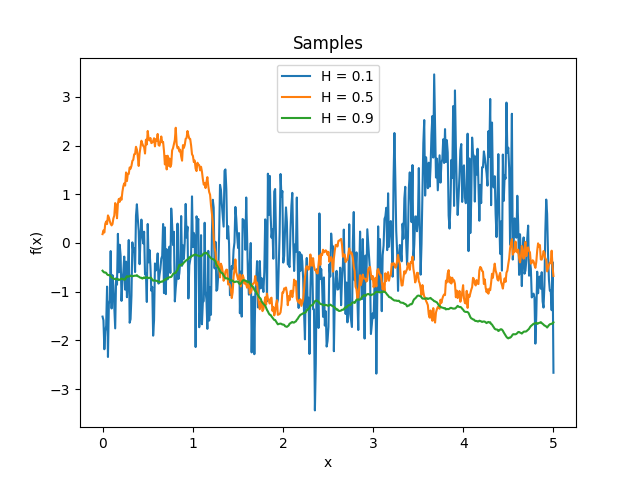 Samples
H = 0.1
H = 0.5
H = 0.9
f(x)
3
2
1
0
−1
−2
−3
0 1 2 3 4 5
x